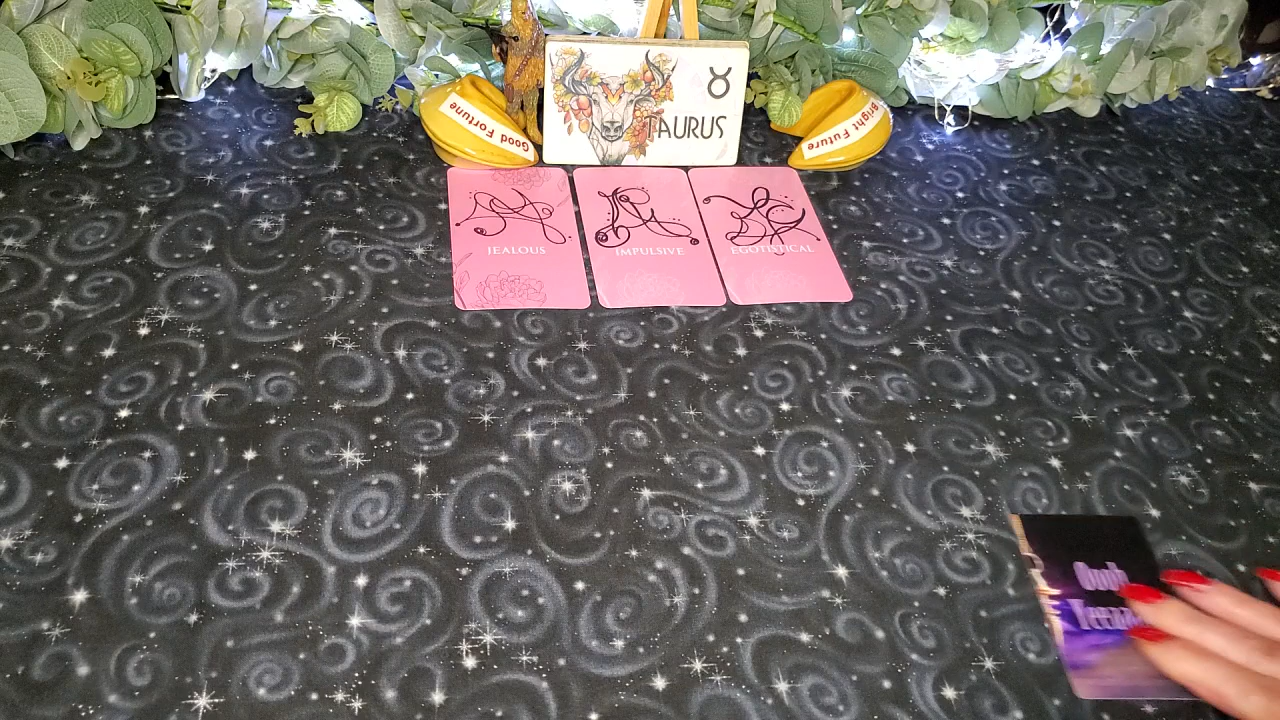 Good Fortune
♉
TAURUS
Bright Future
JEALOUS
IMPULSIVE
EGOTISTICAL